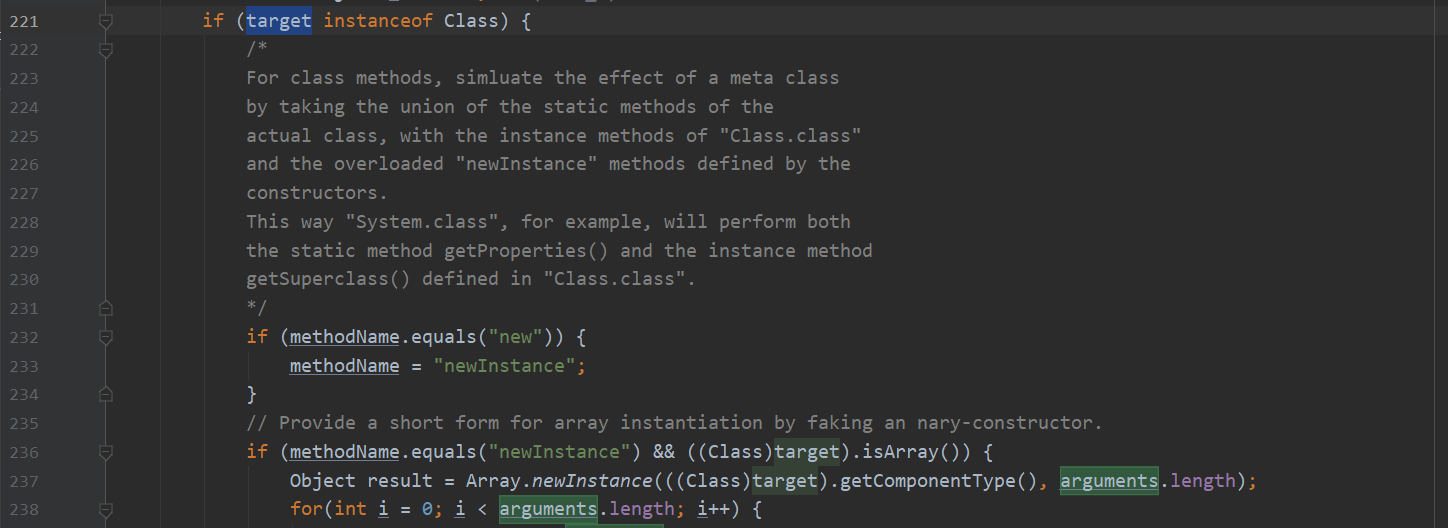 221 if (target instanceof Class) {
222 /*
223 For class methods, simluate the effect of a meta class
224 by taking the union of the static methods of the
225 actual class, with the instance methods of "Class.class"
226 and the overloaded "newInstance" methods defined by the
227 constructors.
228 This way "System.class", for example, will perform both
229 the static method getProperties() and the instance method
230 getSuperclass() defined in "Class.class".
231 */
232 if (methodName.equals("new")) {
233 methodName = "newInstance";
234 }
235 // Provide a short form for array instantiation by faking an nary-constructor.
236 if (methodName.equals("newInstance") && ((Class)target).isArray()) {
237 Object result = Array.newInstance(((Class)target).getComponentType(), arguments.length);
238 for(int i = 0; i < arguments.length; i++) {